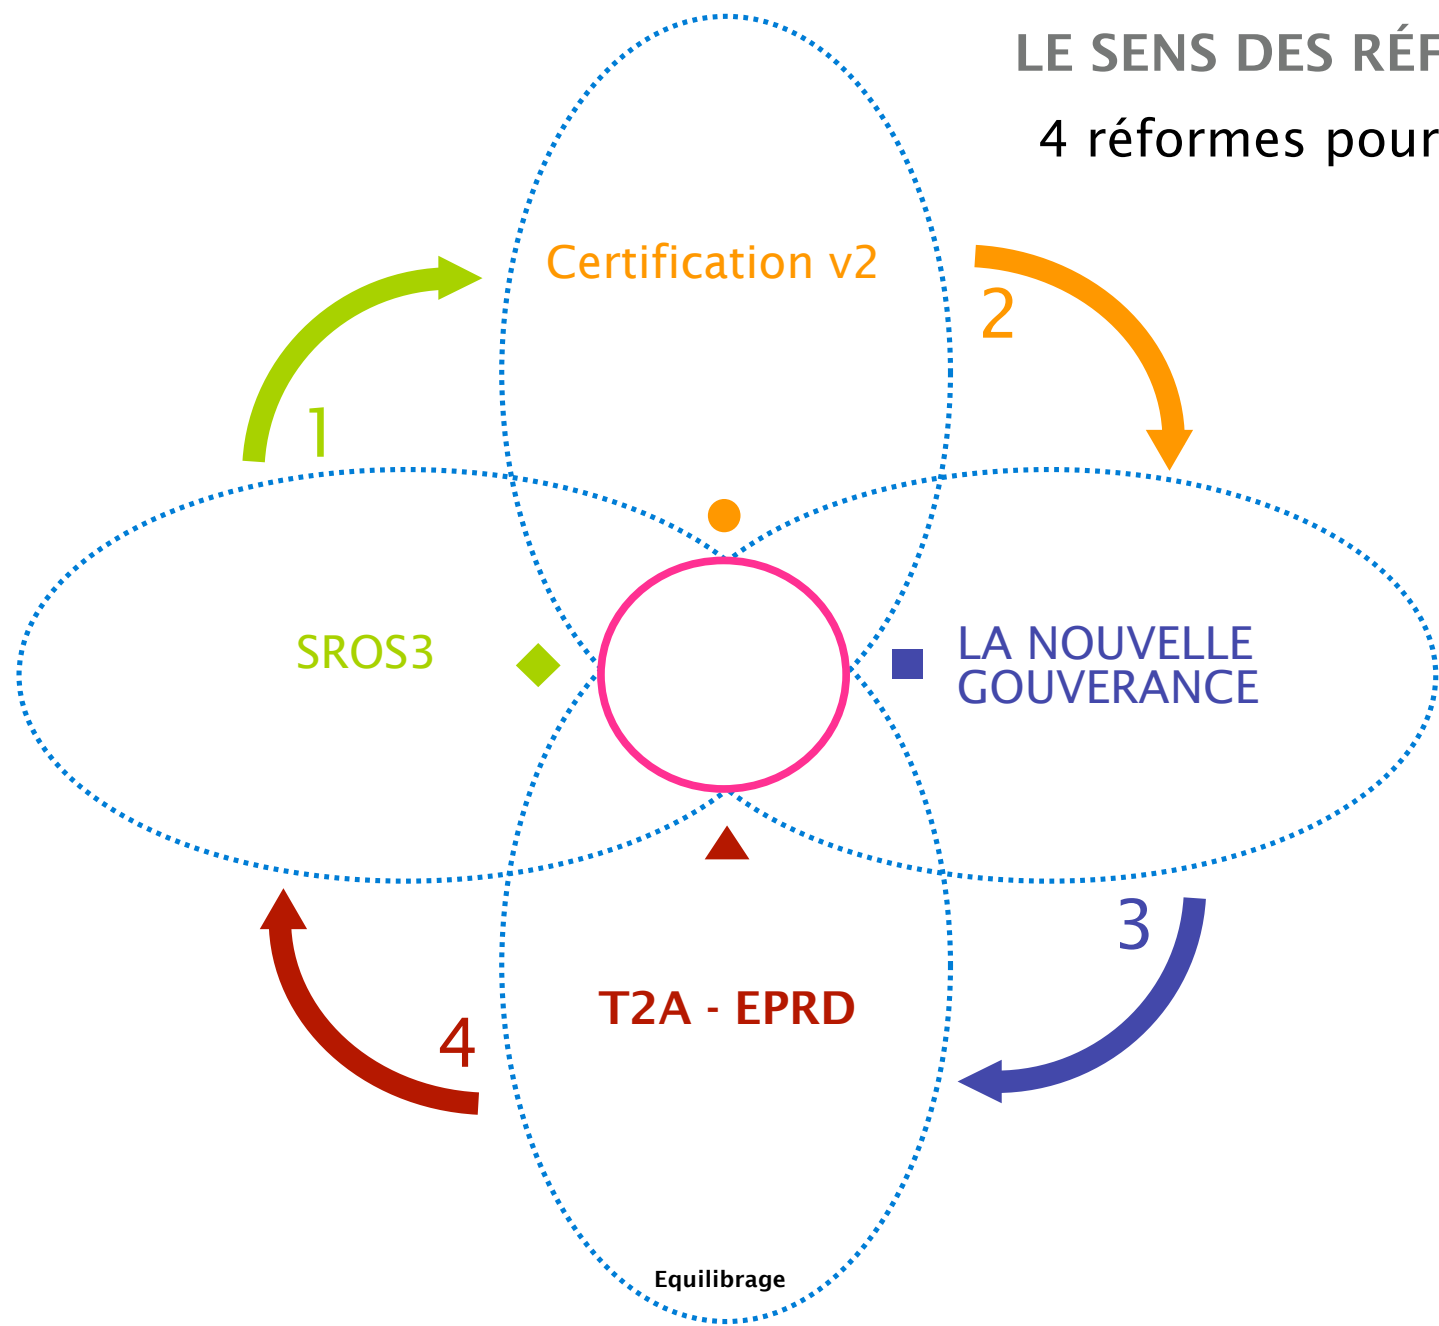 LE SENS DES RÉF
4 réformes pour
Certification v2
2
1
SROS3
LA NOUVELLE
GOUVERANCE
3
T2A - EPRD
4
Equilibrage